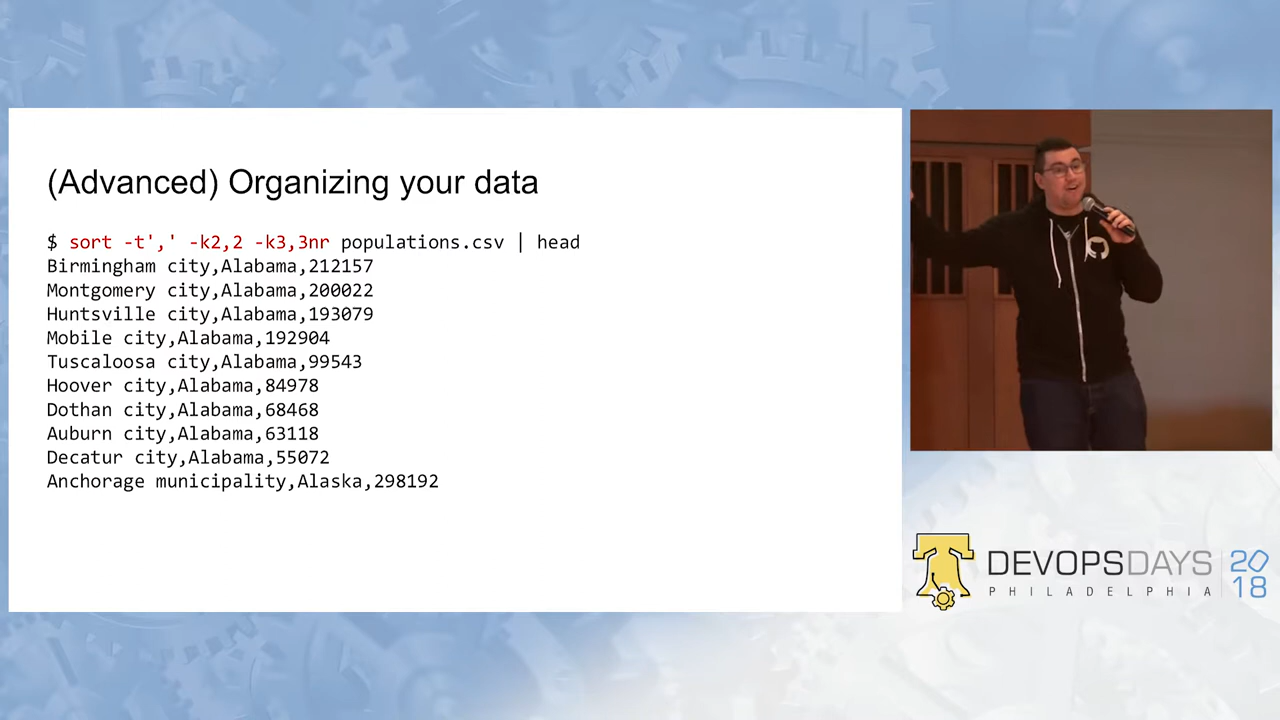 (Advanced) Organizing your data
$ sort -t',' -k2,2 -k3,3nr populations.csv | head
Birmingham city,Alabama,212157
Montgomery city,Alabama,200022
Huntsville city,Alabama,193079
Mobile city,Alabama,192904
Tuscaloosa city,Alabama,99543
Hoover city,Alabama,84978
Dothan city,Alabama,68468
Auburn city,Alabama,63118
Decatur city,Alabama,55072
Anchorage municipality,Alaska,298192
DEVOPSDAYS
PHILADELPHIA
20
18